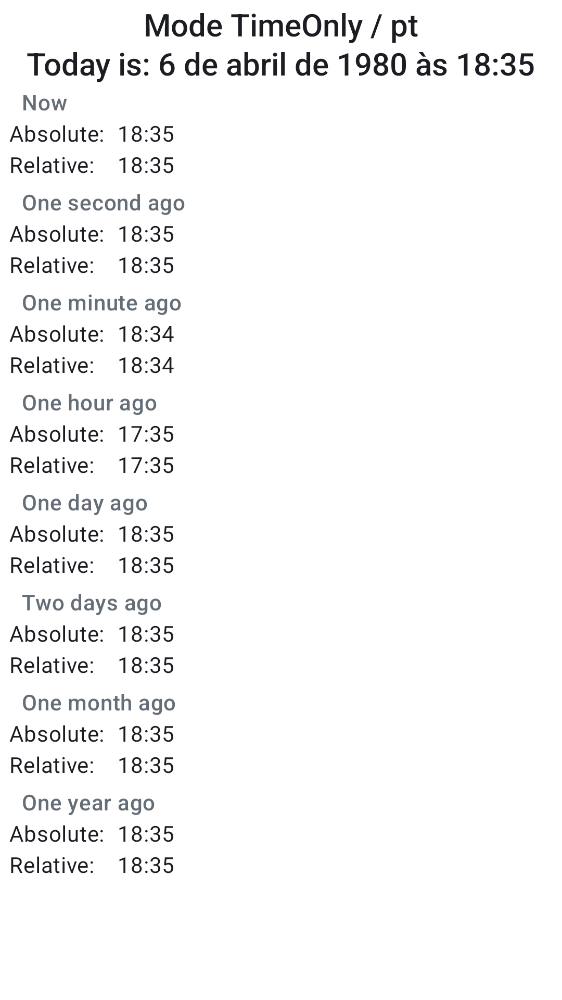 Mode TimeOnly / pt
Today is: 6 de abril de 1980 às 18:35
Now
Absolute: 18:35
Relative: 18:35
One second ago
Absolute: 18:35
Relative: 18:35
One minute ago
Absolute: 18:34
Relative: 18:34
One hour ago
Absolute: 17:35
Relative: 17:35
One day ago
Absolute: 18:35
Relative: 18:35
Two days ago
Absolute: 18:35
Relative: 18:35
One month ago
Absolute: 18:35
Relative: 18:35
One year ago
Absolute: 18:35
Relative: 18:35